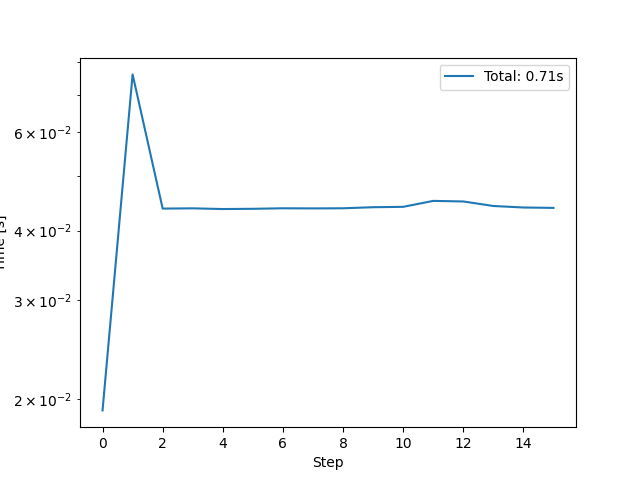 Total: 0.71s
6 × 10⁻²
4 × 10⁻²
3 × 10⁻²
2 × 10⁻²
[s]
0 2 4 6 8 10 12 14
Step